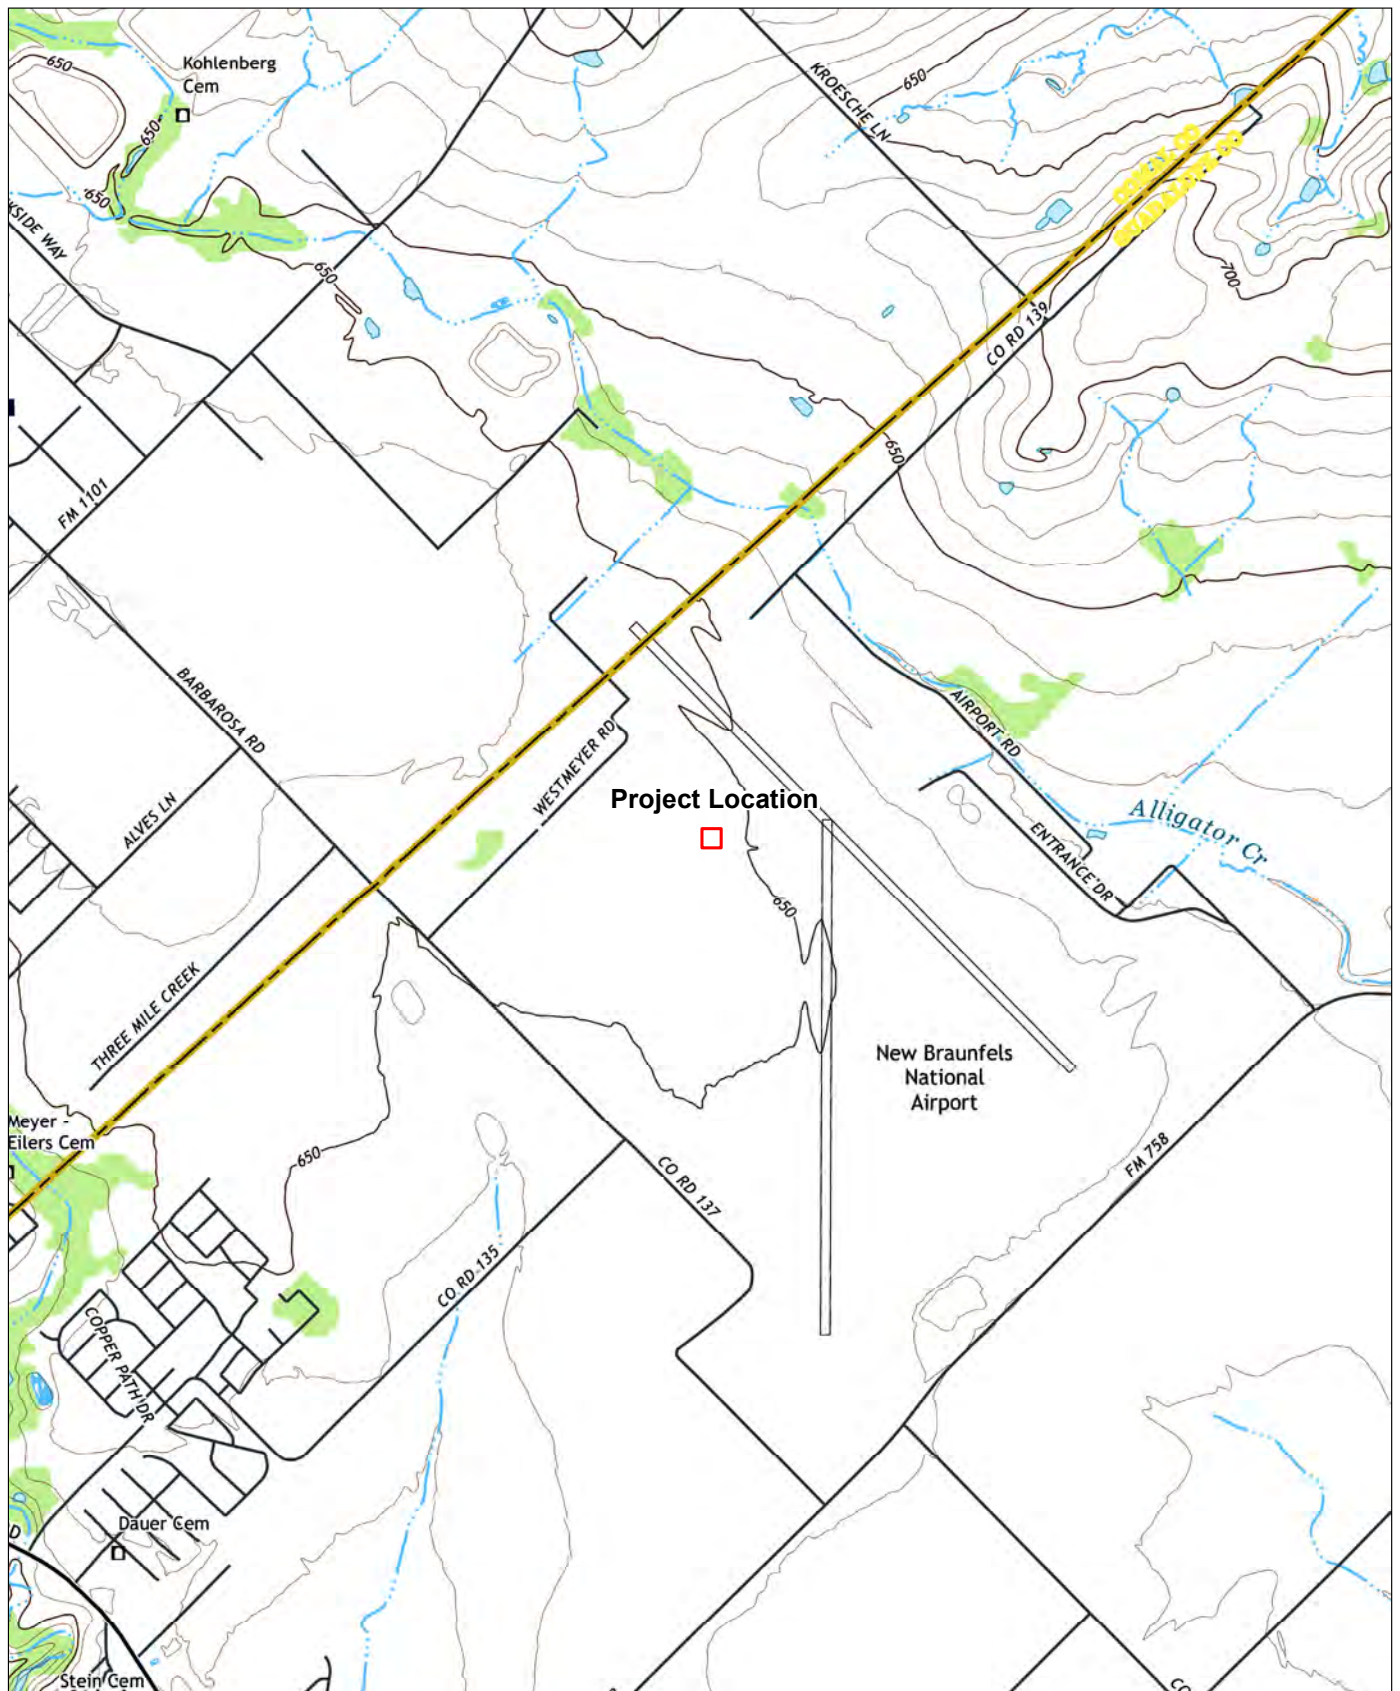 Kohlenberg
Cem
650
650
650
KROESCHE LN
650
COMAL CO
GUADALUPE CO
KSIDE WAY
650
700
CO RD 139
650
FM 1101
BARBAROSA RD
AIRPORT RD
WESTMEYER RD
ALVES LN
Project Location
Alligator Cr
ENTRANCE DR
650
THREE MILE CREEK
New Braunfels
National
Airport
Meyer -
Eilers Cem
650
CO RD 137
FM 758
CO RD 135
COPPER PATH DR
Dauer Cem
D
Stein Cem
CO